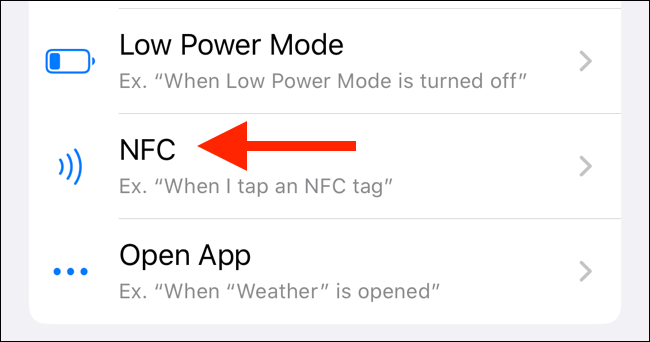 Low Power Mode
Ex. “When Low Power Mode is turned off”
NFC
Ex. “When I tap an NFC tag”
Open App
Ex. “When “Weather” is opened”